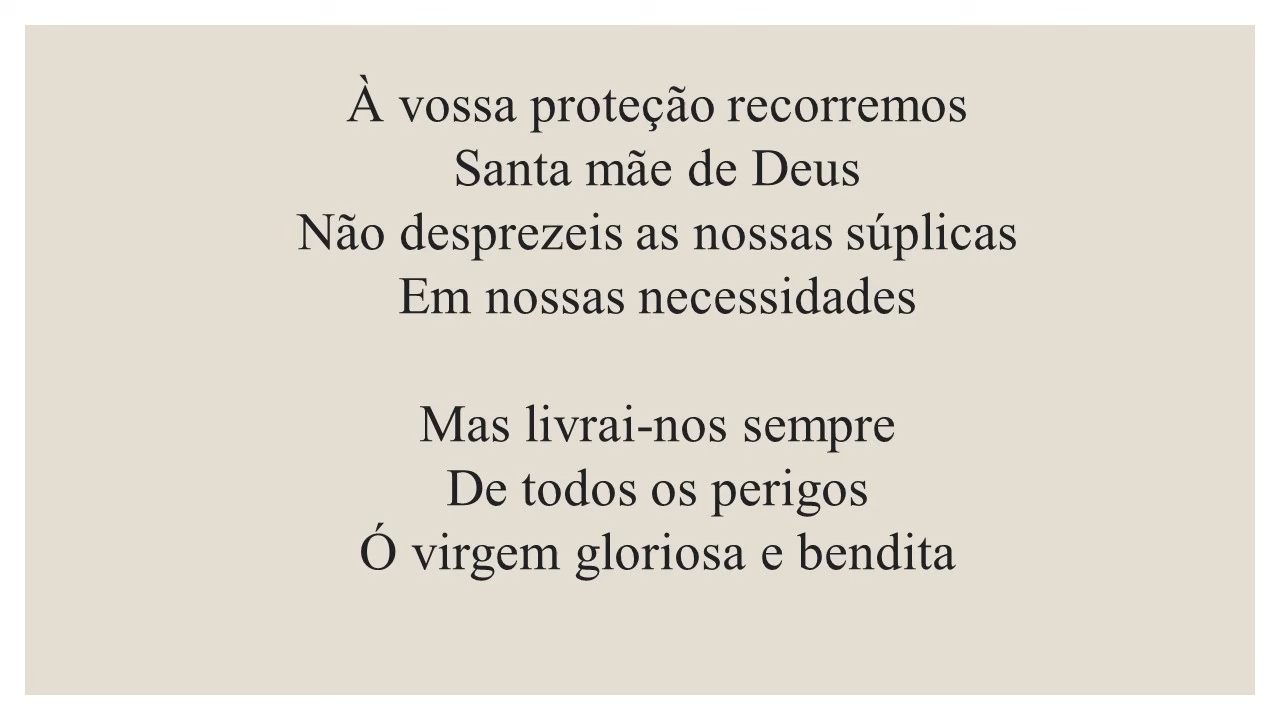 À vossa proteção recorremos
Santa mãe de Deus
Não desprezeis as nossas súplicas
Em nossas necessidades
Mas livrai-nos sempre
De todos os perigos
Ó virgem gloriosa e bendita